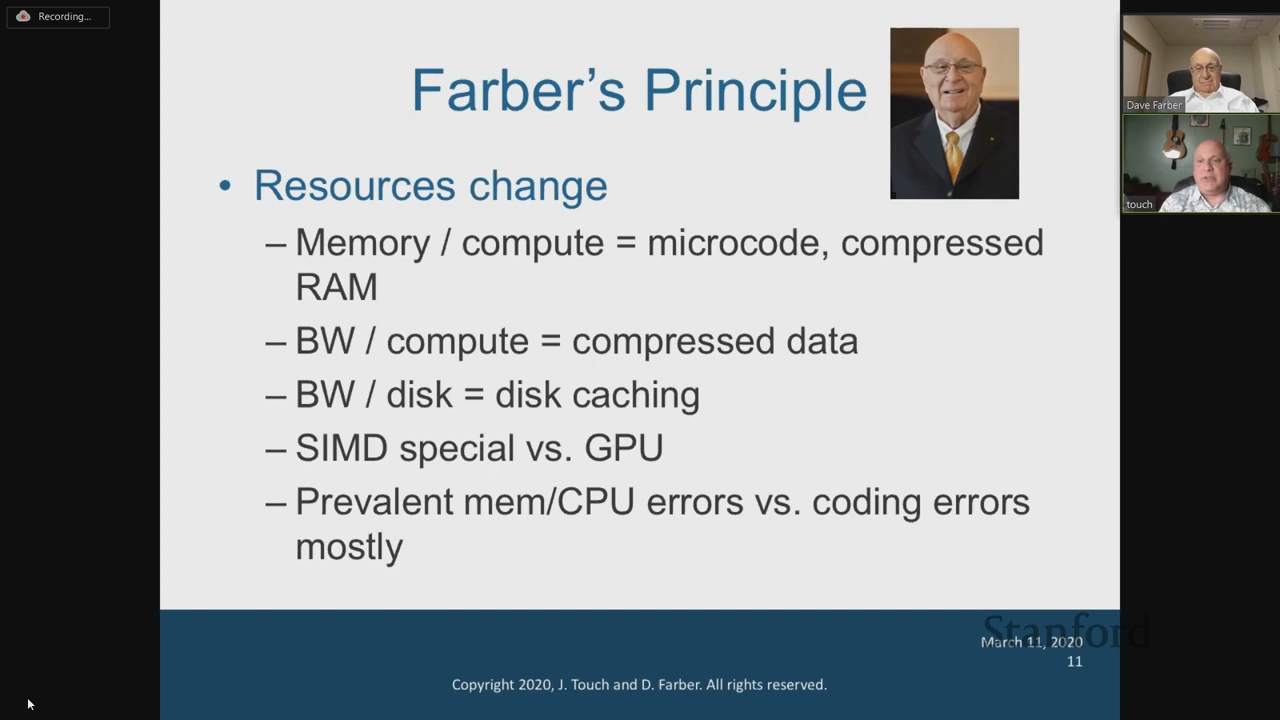 Recording...
Farber's Principle
• Resources change
– Memory / compute = microcode, compressed
RAM
– BW / compute = compressed data
– BW / disk = disk caching
– SIMD special vs. GPU
– Prevalent mem/CPU errors vs. coding errors
mostly
Dave Farber
touch
Stanford
March 11, 2020
11
Copyright 2020, J. Touch and D. Farber. All rights reserved.